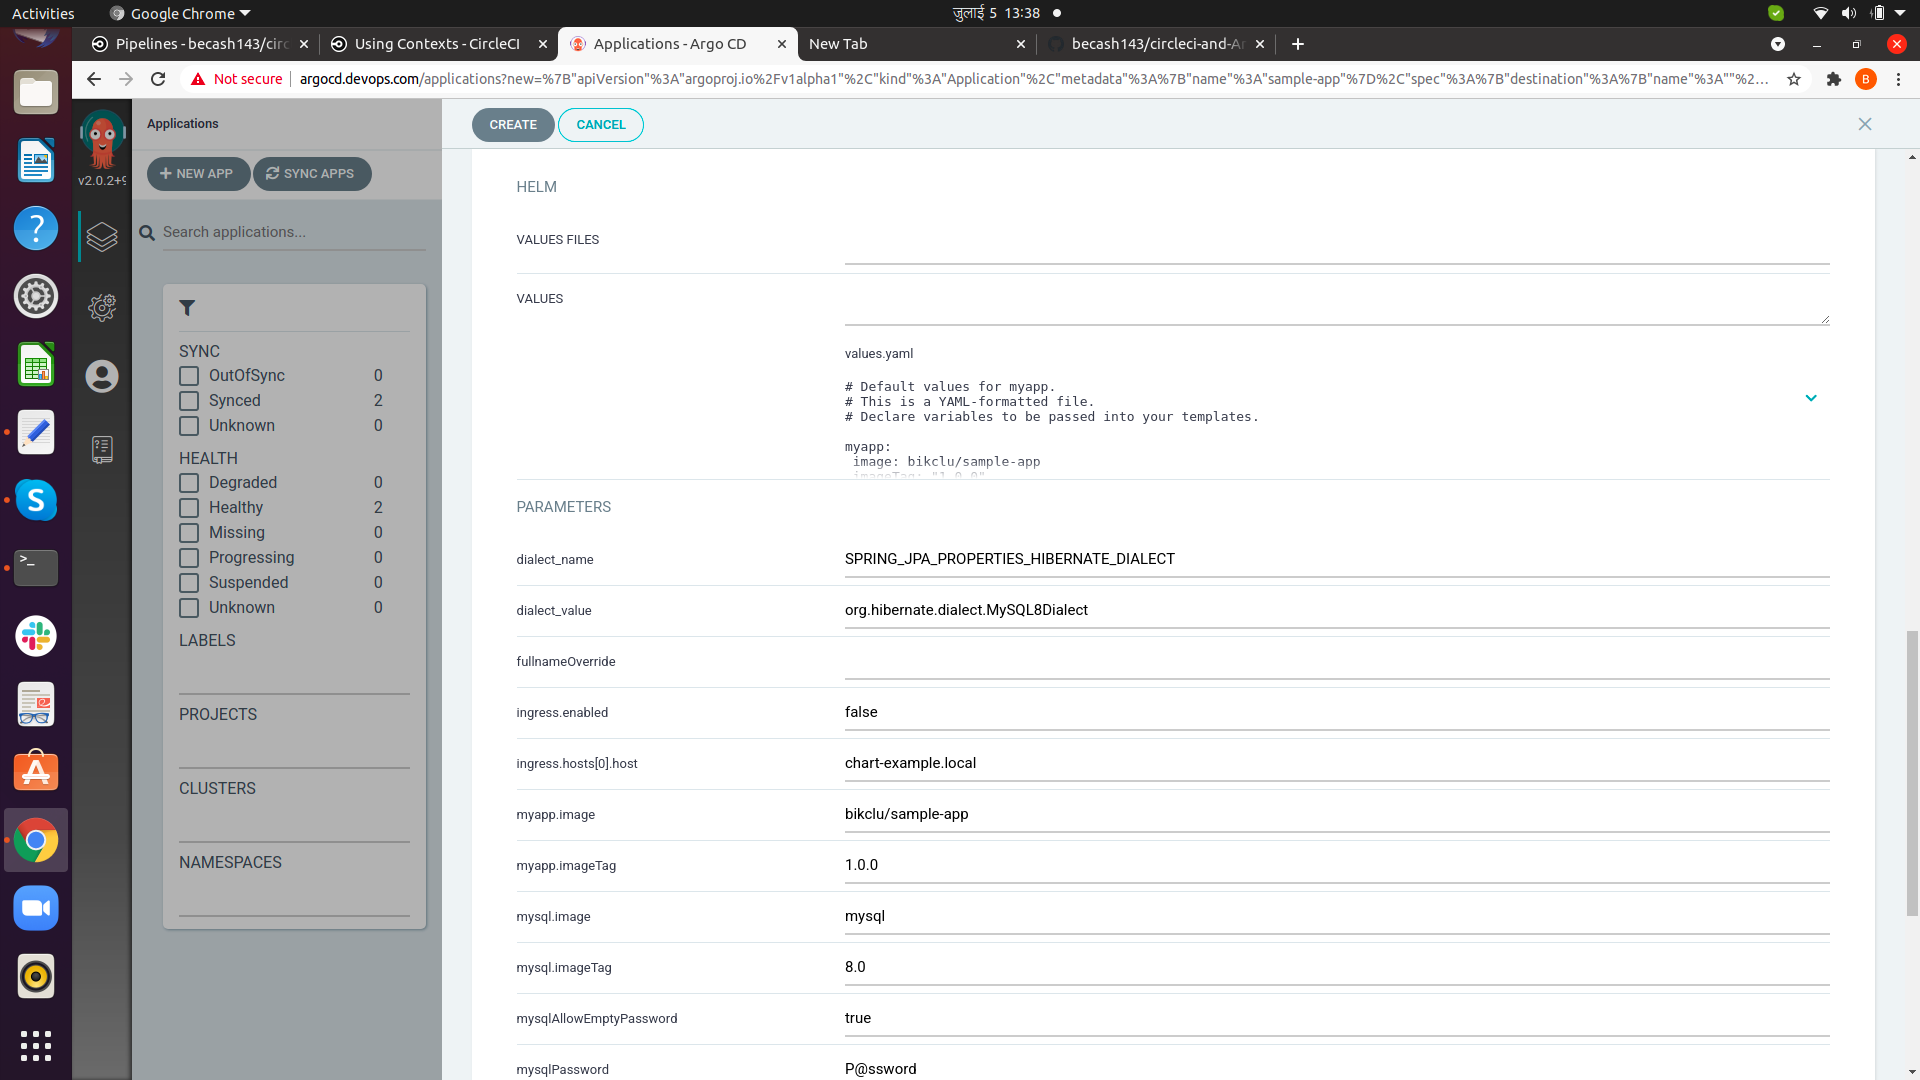 Activities
Google Chrome
जुलाई 5 13:38
Pipelines - becash143/circ
Using Contexts - CircleCI
Applications - Argo CD
New Tab
becash143/circleci-and-Ar
Not secure
argocd.devops.com/applications?new=%7B"apiVersion"%3A"argoproj.io%2Fv1alpha1"%2C"kind"%3A"Application"%2C"metadata"%3A%7B"name"%3A"sample-app"%7D%2C"spec"%3A%7B"destination"%3A%7B"name"%3A""%2...
B
v2.0.2+9
Applications
NEW APP
SYNC APPS
Search applications...
SYNC
OutOfSync 0
Synced 2
Unknown 0
HEALTH
Degraded 0
Healthy 2
Missing 0
Progressing 0
Suspended 0
Unknown 0
LABELS
PROJECTS
CLUSTERS
NAMESPACES
CREATE
CANCEL
HELM
VALUES FILES
VALUES
values.yaml
# Default values for myapp.
# This is a YAML-formatted file.
# Declare variables to be passed into your templates.
myapp:
image: bikclu/sample-app
imageTag: "1.0.0"
PARAMETERS
dialect_name SPRING_JPA_PROPERTIES_HIBERNATE_DIALECT
dialect_value org.hibernate.dialect.MySQL8Dialect
fullnameOverride
ingress.enabled false
ingress.hosts[0].host chart-example.local
myapp.image bikclu/sample-app
myapp.imageTag 1.0.0
mysql.image mysql
mysql.imageTag 8.0
mysqlAllowEmptyPassword true
mysqlPassword P@ssword